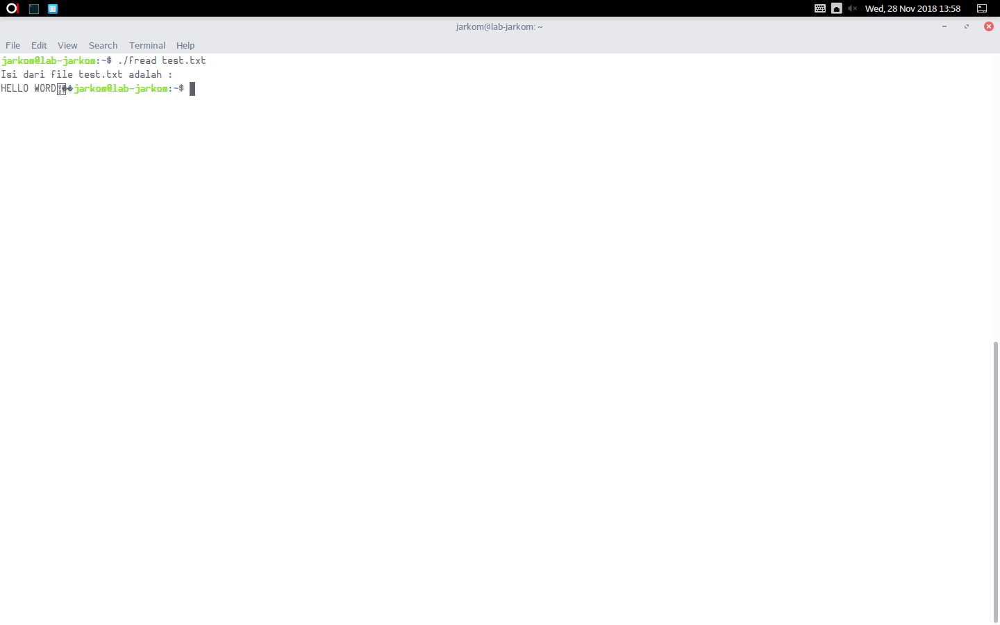 Wed, 28 Nov 2018 13:58
jarkom@lab-jarkom: ~
File Edit View Search Terminal Help
jarkom@lab-jarkom:~$ ./fread test.txt
Isi dari file test.txt adalah :
HELLO WORD��jarkom@lab-jarkom:~$